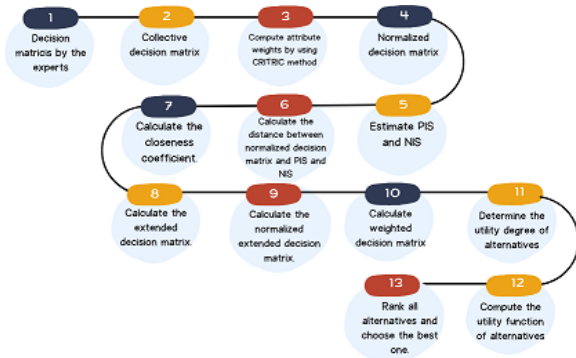 1
Decision
matricis by the
experts
2
Collective
decision matrix
3
Compute attribute
weights by using
CRITRIC method
4
Normalized
decision matrix
5
Estimate PIS
and NIS
6
Calculate the
distance between
normalized decision
matrix and PIS and
NIS
7
Calculate the
closeness
coefficient.
8
Calculate the
extended
decision matrix.
9
Calculate the
normalized
extended decision
matrix.
10
Calculate
weighted
decision matrix
11
Determine the
utility degree of
alternatives
12
Compute the
utility function
of alternatives
13
Rank all
alternatives and
choose the best
one.